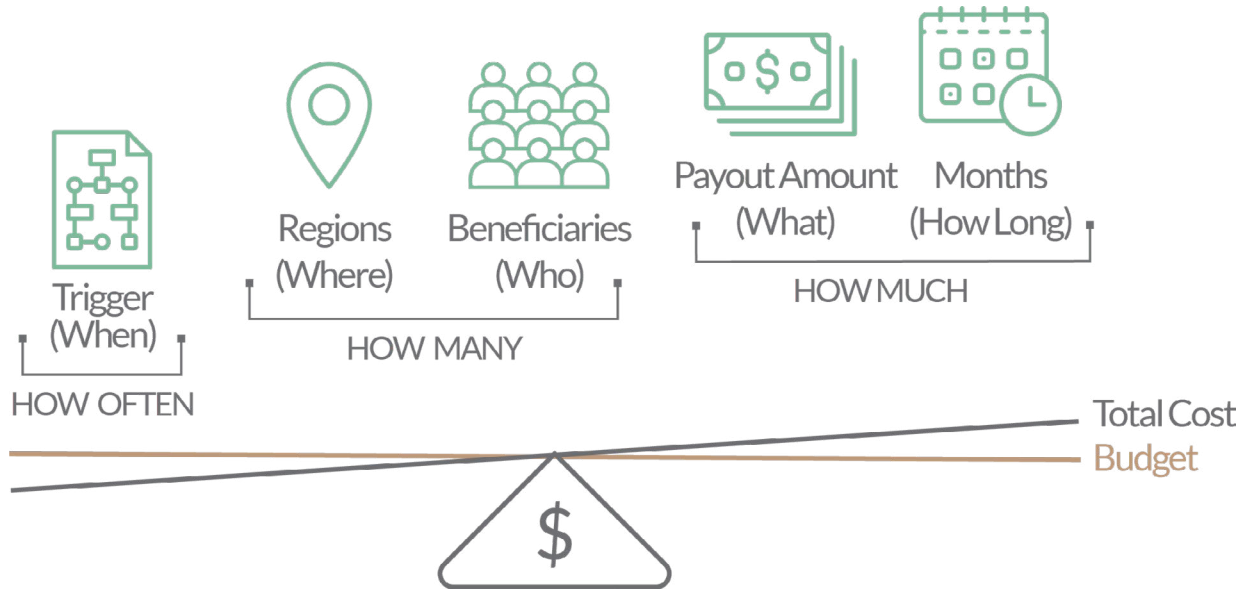 Trigger
(When)
HOW OFTEN
Regions
(Where)
Beneficiaries
(Who)
HOW MANY
$
Payout Amount
(What)
Months
(How Long)
HOW MUCH
Total Cost
Budget
$